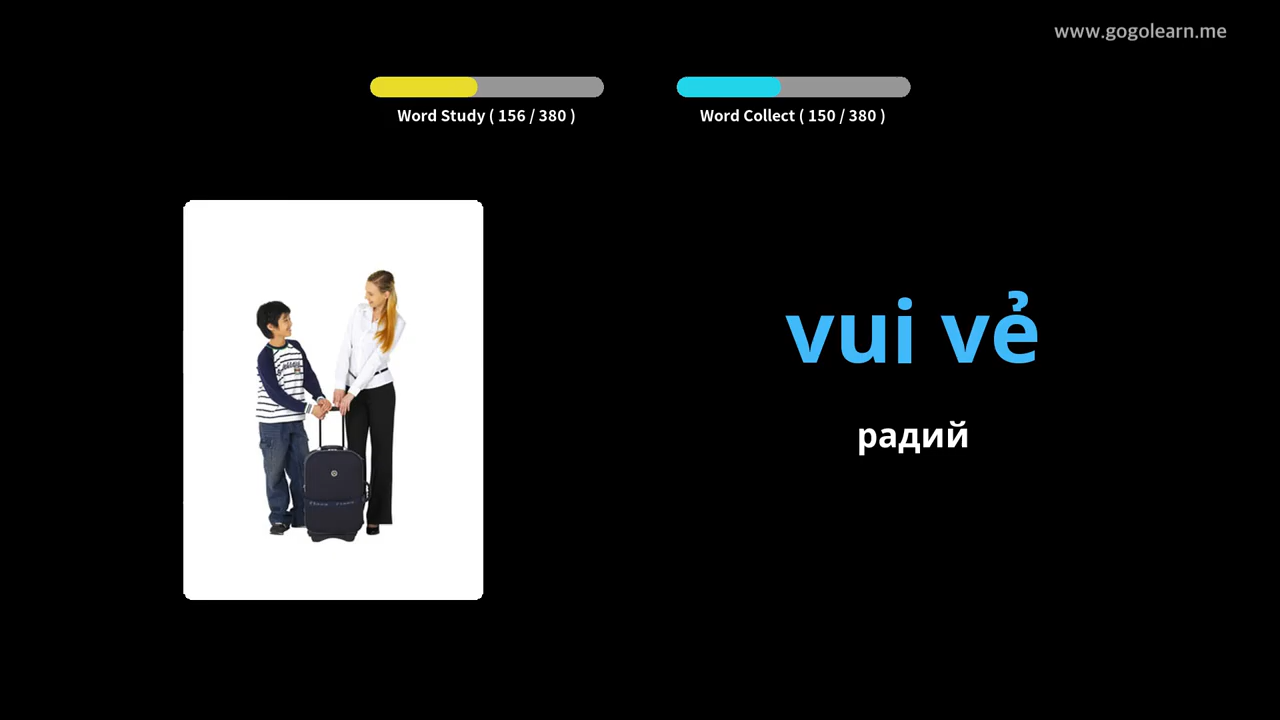 www.gogolearn.me
Word Study ( 156 / 380 )
Word Collect ( 150 / 380 )
vui vẻ
радий